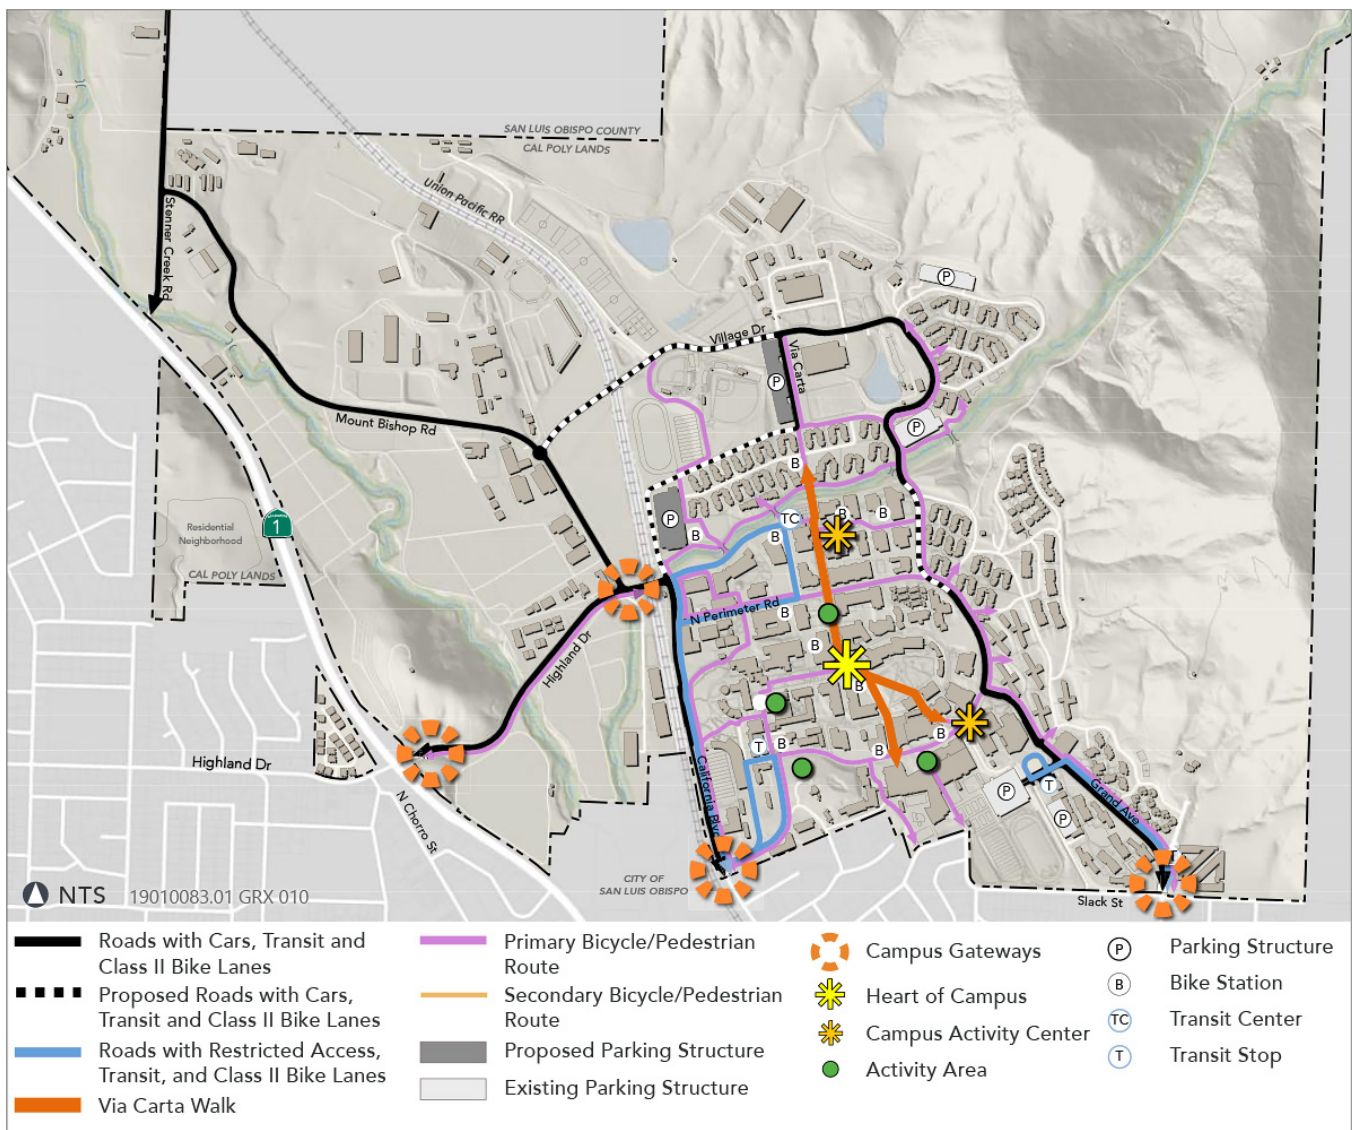 SAN LUIS OBISPO COUNTY
CAL POLY LANDS
Union Pacific RR
Stenner Creek Rd
P
Village Dr
Via Carta
P
Mount Bishop Rd
P
B
Residential
Neighborhood
1
CAL POLY LANDS
P
TC
B
B
B
B
N Perimeter Rd
B
B
Highland Dr
B
B
T
B
B
California Blvd
Highland Dr
N Chorro St
P
T
Grand Ave
P
T
CITY OF
SAN LUIS OBISPO
Slack St
NTS
19010083.01 GRX 010
Roads with Cars, Transit and
Class II Bike Lanes
Proposed Roads with Cars,
Transit and Class II Bike Lanes
Roads with Restricted Access,
Transit, and Class II Bike Lanes
Via Carta Walk
Primary Bicycle/Pedestrian
Route
Secondary Bicycle/Pedestrian
Route
Proposed Parking Structure
Existing Parking Structure
Campus Gateways
Heart of Campus
Campus Activity Center
Activity Area
P Parking Structure
B Bike Station
TC Transit Center
T Transit Stop